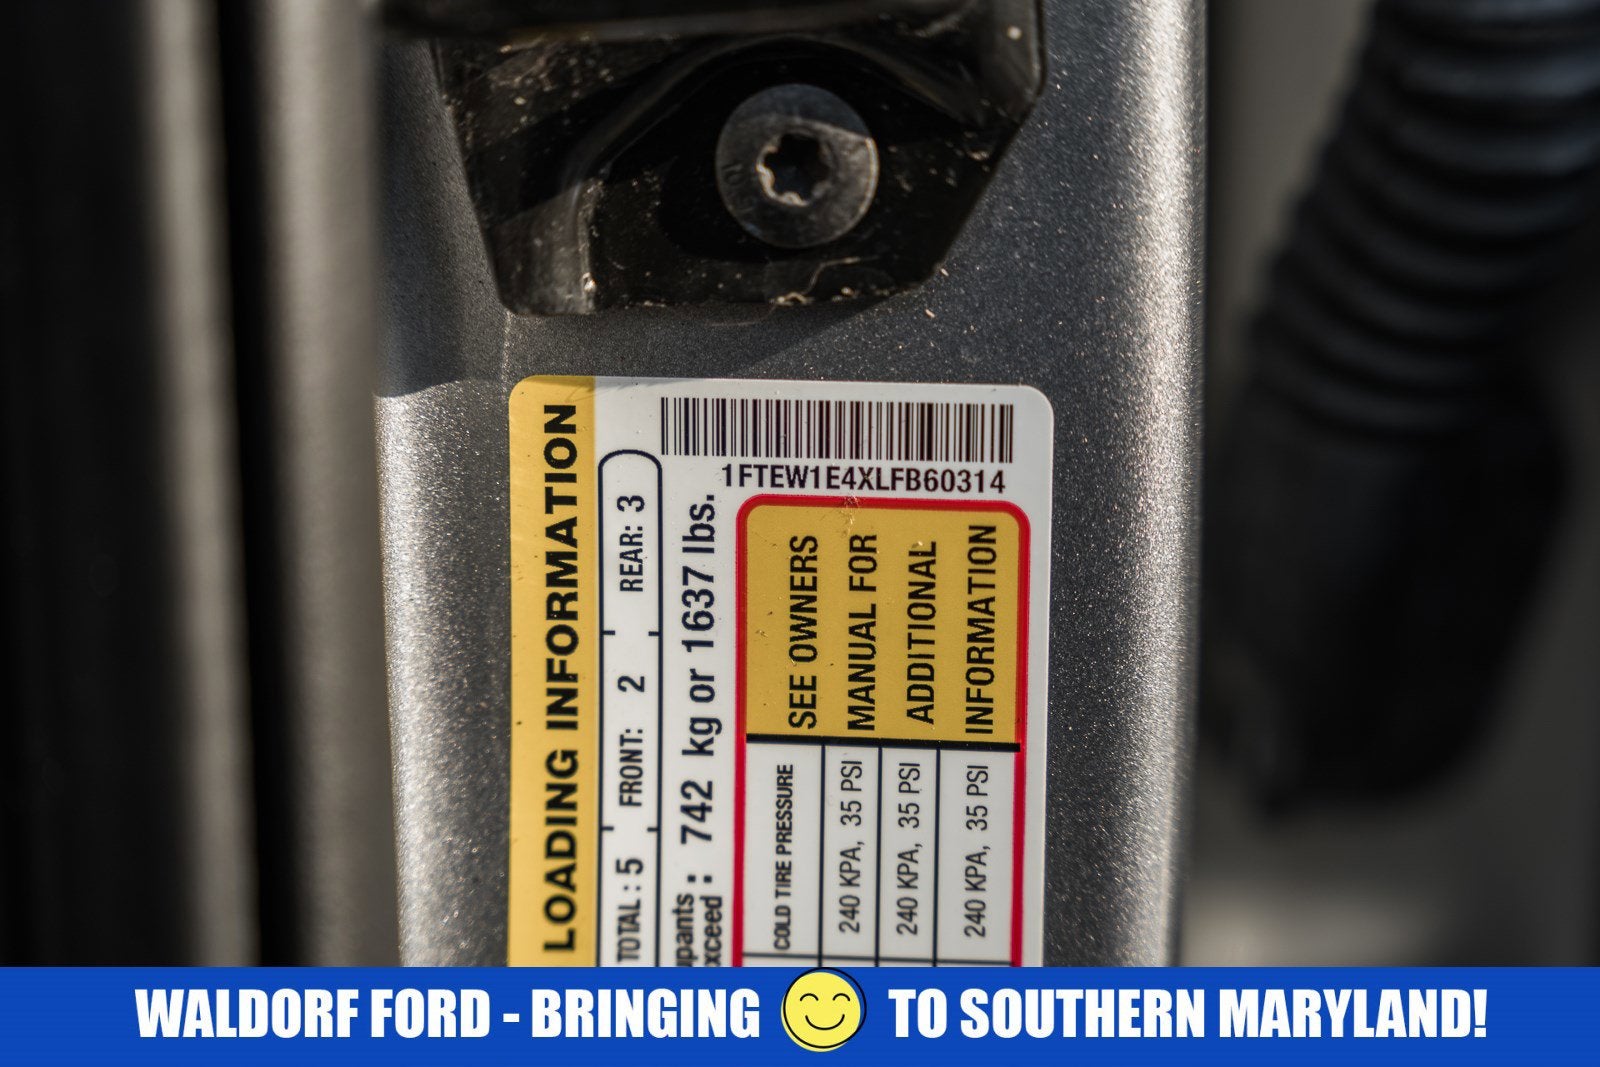 LOADING INFORMATION
TOTAL : 5 FRONT: 2 REAR: 3
: 742 kg or 1637 lbs.
1FTEW1E4XLFB60314
COLD TIRE PRESSURE
240 KPA, 35 PSI
240 KPA, 35 PSI
240 KPA, 35 PSI
SEE OWNERS
MANUAL FOR
ADDITIONAL
INFORMATION
WALDORF FORD - BRINGING TO SOUTHERN MARYLAND!